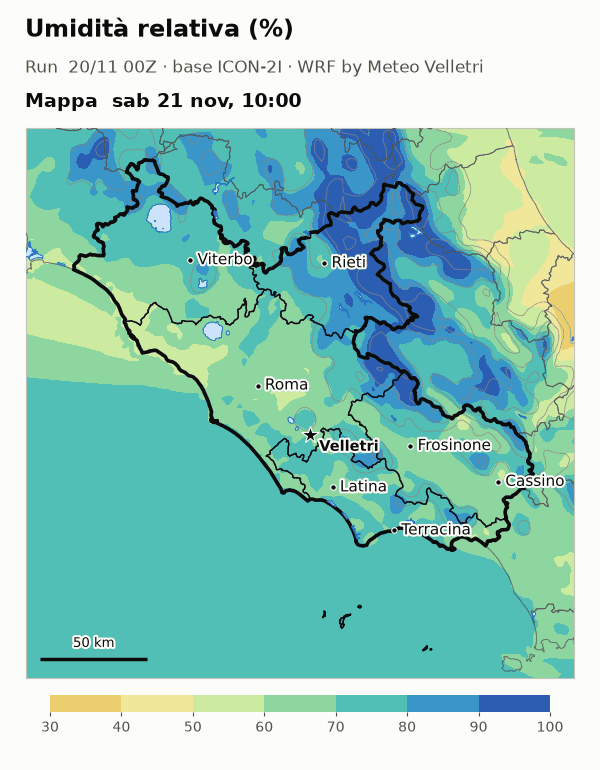 Umidità relativa (%)
Run  20/11 00Z · base ICON-2I · WRF by Meteo Velletri
Mappa  sab 21 nov, 10:00
Viterbo
Rieti
Roma
Velletri
Frosinone
Cassino
Latina
Terracina
50 km
30 40 50 60 70 80 90 100